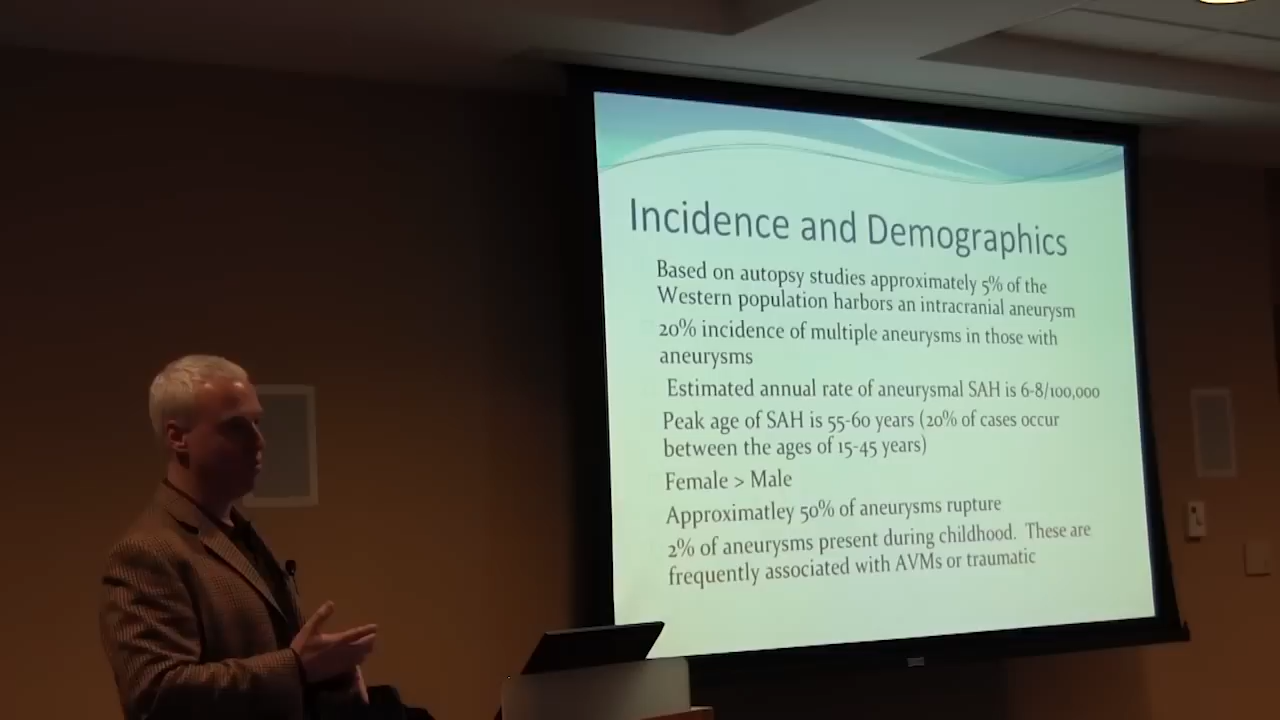 Incidence and Demographics
Based on autopsy studies approximately 5% of the
Western population harbors an intracranial aneurysm
20% incidence of multiple aneurysms in those with
aneurysms
Estimated annual rate of aneurysmal SAH is 6-8/100,000
Peak age of SAH is 55-60 years (20% of cases occur
between the ages of 15-45 years)
Female > Male
Approximatley 50% of aneurysms rupture
2% of aneurysms present during childhood. These are
frequently associated with AVMs or traumatic